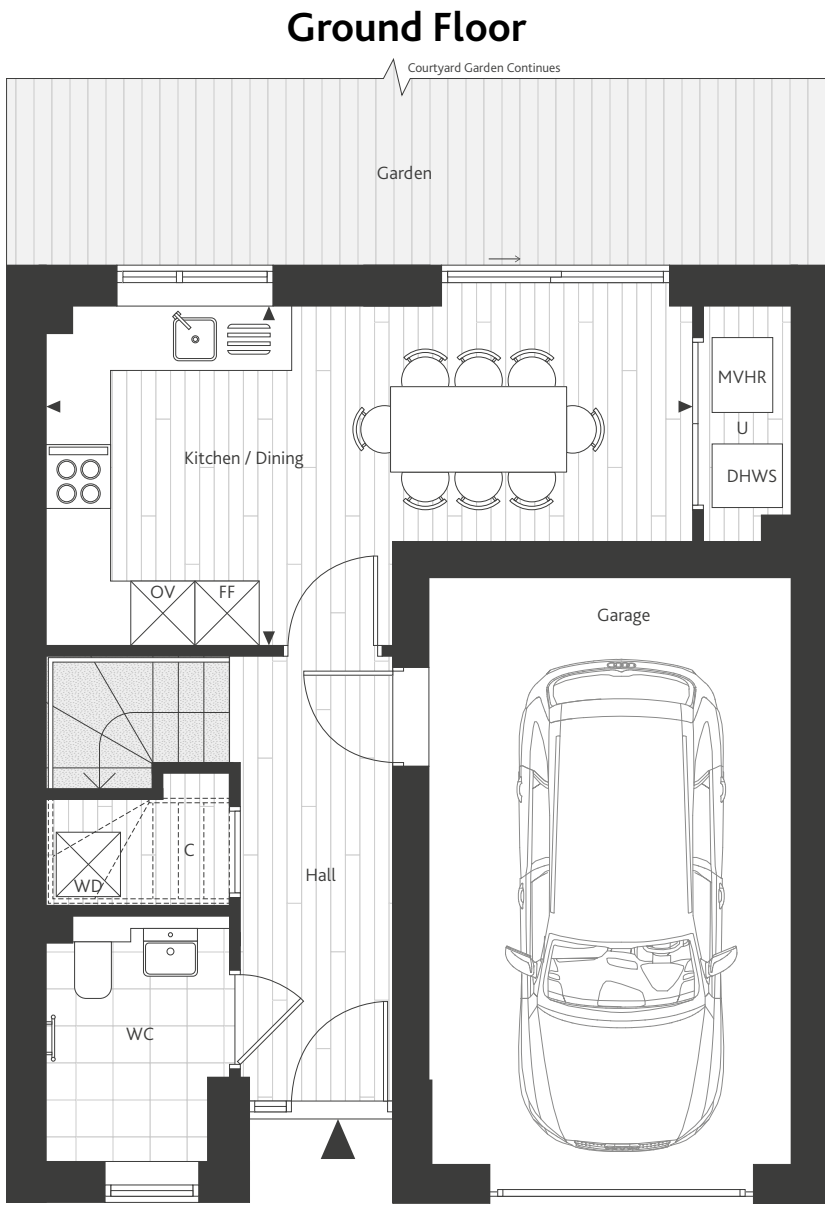 Ground Floor
Courtyard Garden Continues
Garden
MVHR
U
Kitchen / Dining
DHWS
OV FF
Garage
C
Hall
WD
WC